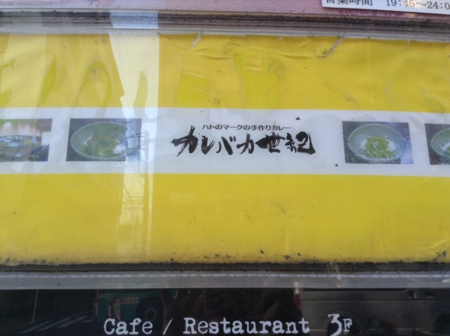 営業時間 19:45~24:0
ハトのマークの手作りカレー
カレバカ世紀
Cafe / Restaurant 3F